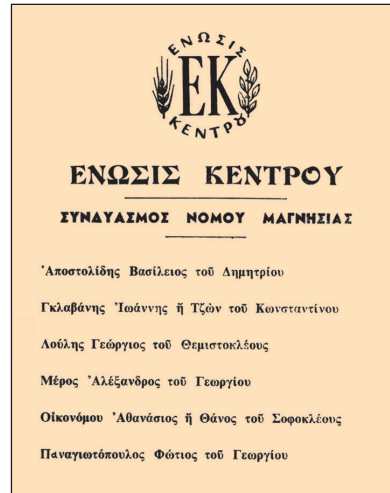 ΕΝΩΣΙΣ
ΕΚ
ΚΕΝΤΡΟΥ
ΕΝΩΣΙΣ ΚΕΝΤΡΟΥ
ΣΥΝΔΥΑΣΜΟΣ ΝΟΜΟΥ ΜΑΓΝΗΣΙΑΣ
Ἀποστολίδης Βασίλειος τοῦ Δημητρίου
Γκλαβάνης Ἰωάννης ἤ Τζὼν τοῦ Κωνσταντίνου
Λούλης Γεώργιος τοῦ Θεμιστοκλέους
Μέρος Ἀλέξανδρος τοῦ Γεωργίου
Οἰκονόμου Ἀθανάσιος ἤ Θάνος τοῦ Σοφοκλέους
Παναγιωτόπουλος Φώτιος τοῦ Γεωργίου